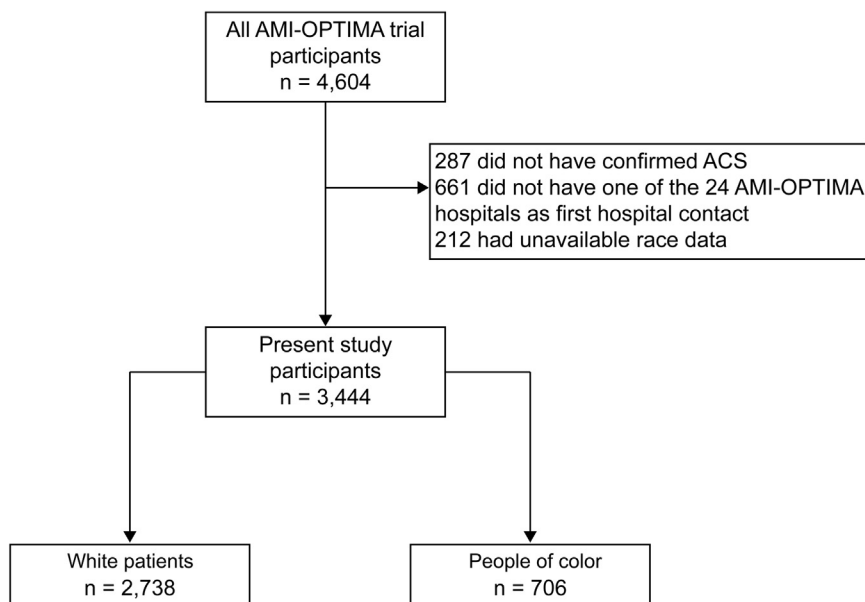 All AMI-OPTIMA trial
participants
n = 4,604
287 did not have confirmed ACS
661 did not have one of the 24 AMI-OPTIMA
hospitals as first hospital contact
212 had unavailable race data
Present study
participants
n = 3,444
White patients
n = 2,738
People of color
n = 706